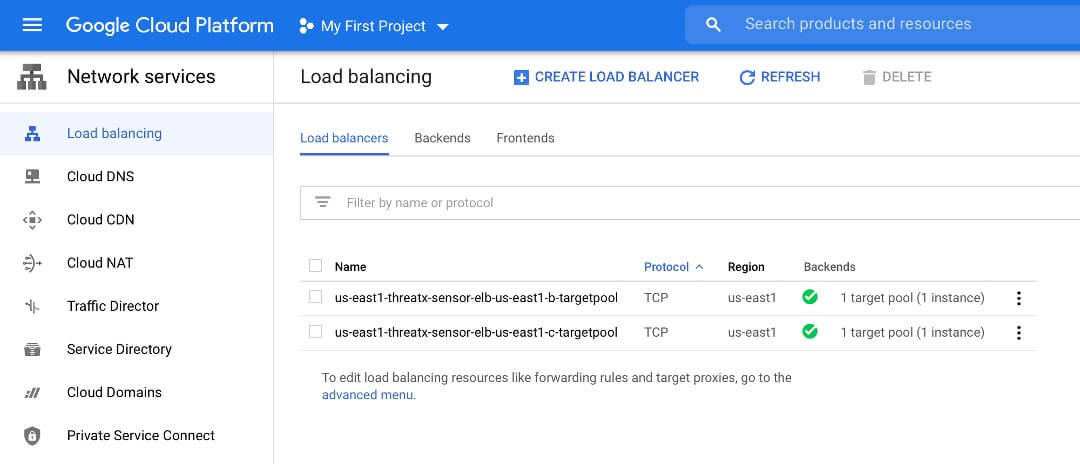 Google Cloud Platform My First Project Search products and resources
Network services Load balancing CREATE LOAD BALANCER REFRESH DELETE
Load balancing
Cloud DNS
Cloud CDN
Cloud NAT
Traffic Director
Service Directory
Cloud Domains
Private Service Connect
Load balancers Backends Frontends
Filter by name or protocol
Name Protocol Region Backends
us-east1-threatx-sensor-elb-us-east1-b-targetpool TCP us-east1 1 target pool (1 instance)
us-east1-threatx-sensor-elb-us-east1-c-targetpool TCP us-east1 1 target pool (1 instance)
To edit load balancing resources like forwarding rules and target proxies, go to the
advanced menu.